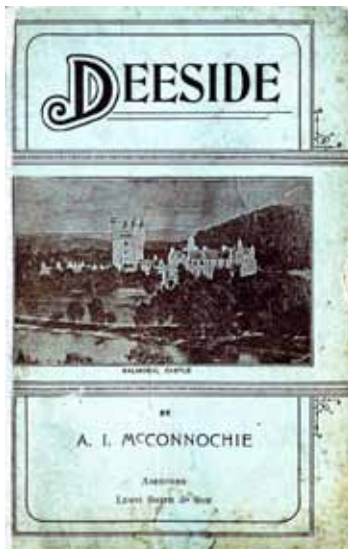 DEESIDE
BALMORAL CASTLE
BY
A. I. MCCONNOCHIE
ABERDEEN
LEWIS SMITH & SON